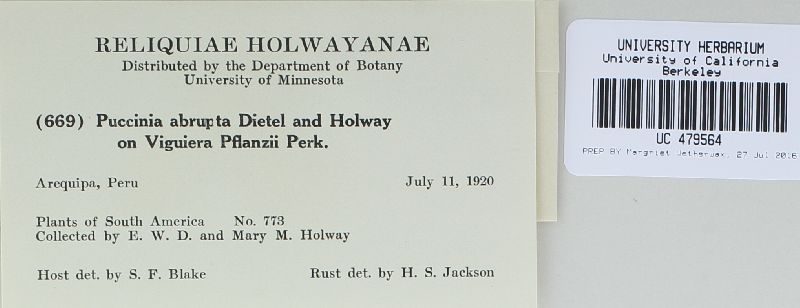 RELIQUIAE HOLWAYANAE
Distributed by the Department of Botany
University of Minnesota
(669) Puccinia abrupta Dietel and Holway
on Viguiera Pflanzii Perk.
Arequipa, Peru July 11, 1920
Plants of South America No. 773
Collected by E. W. D. and Mary M. Holway
Host det. by S. F. Blake Rust det. by H. S. Jackson
UNIVERSITY HERBARIUM
University of California
Berkeley
UC 479564
PREP BY Margriet Wetherwax, 27 Jul 2016